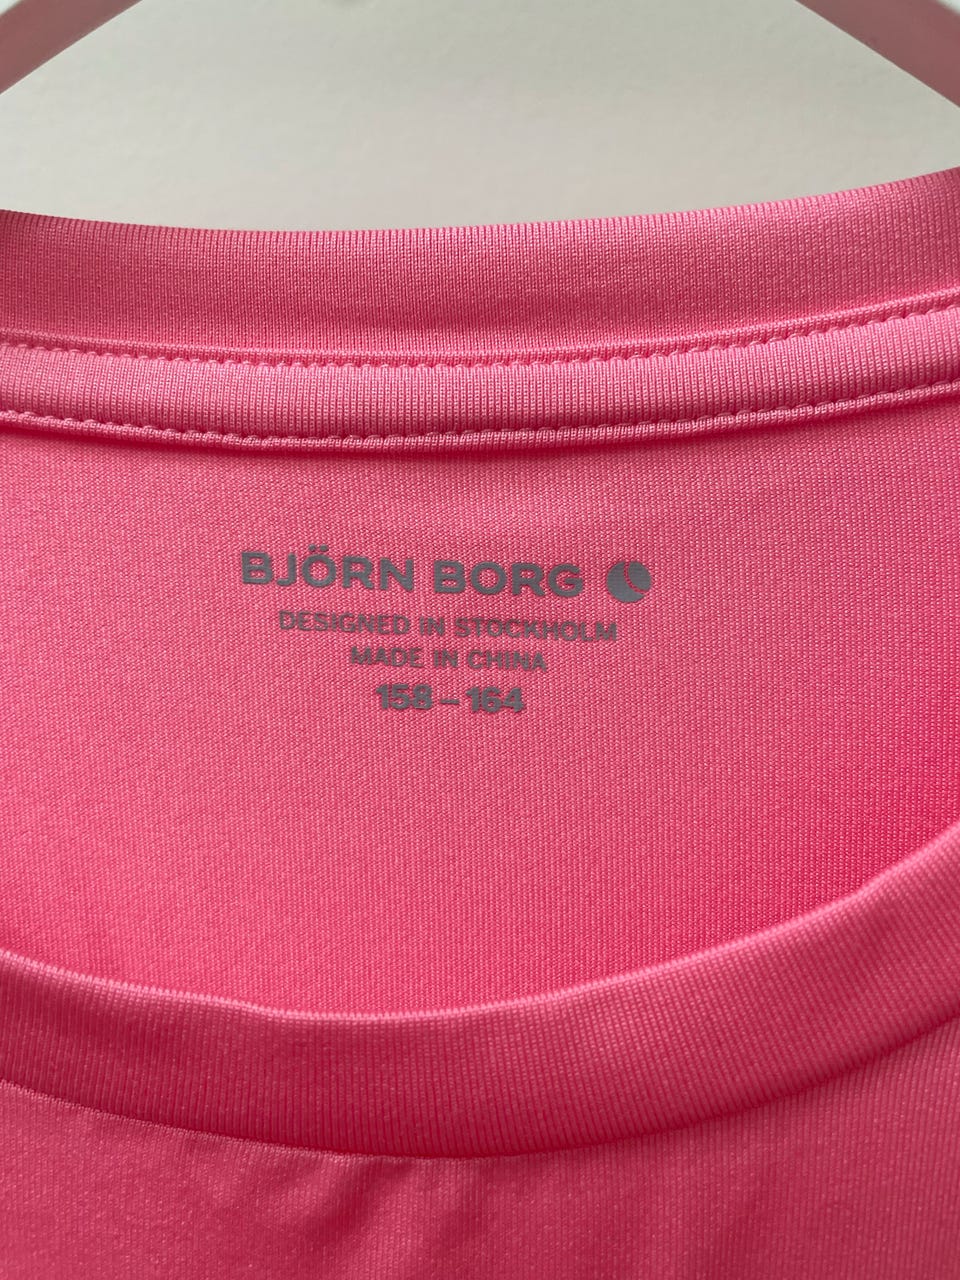 BJÖRN BORG
DESIGNED IN STOCKHOLM
MADE IN CHINA
158 – 164